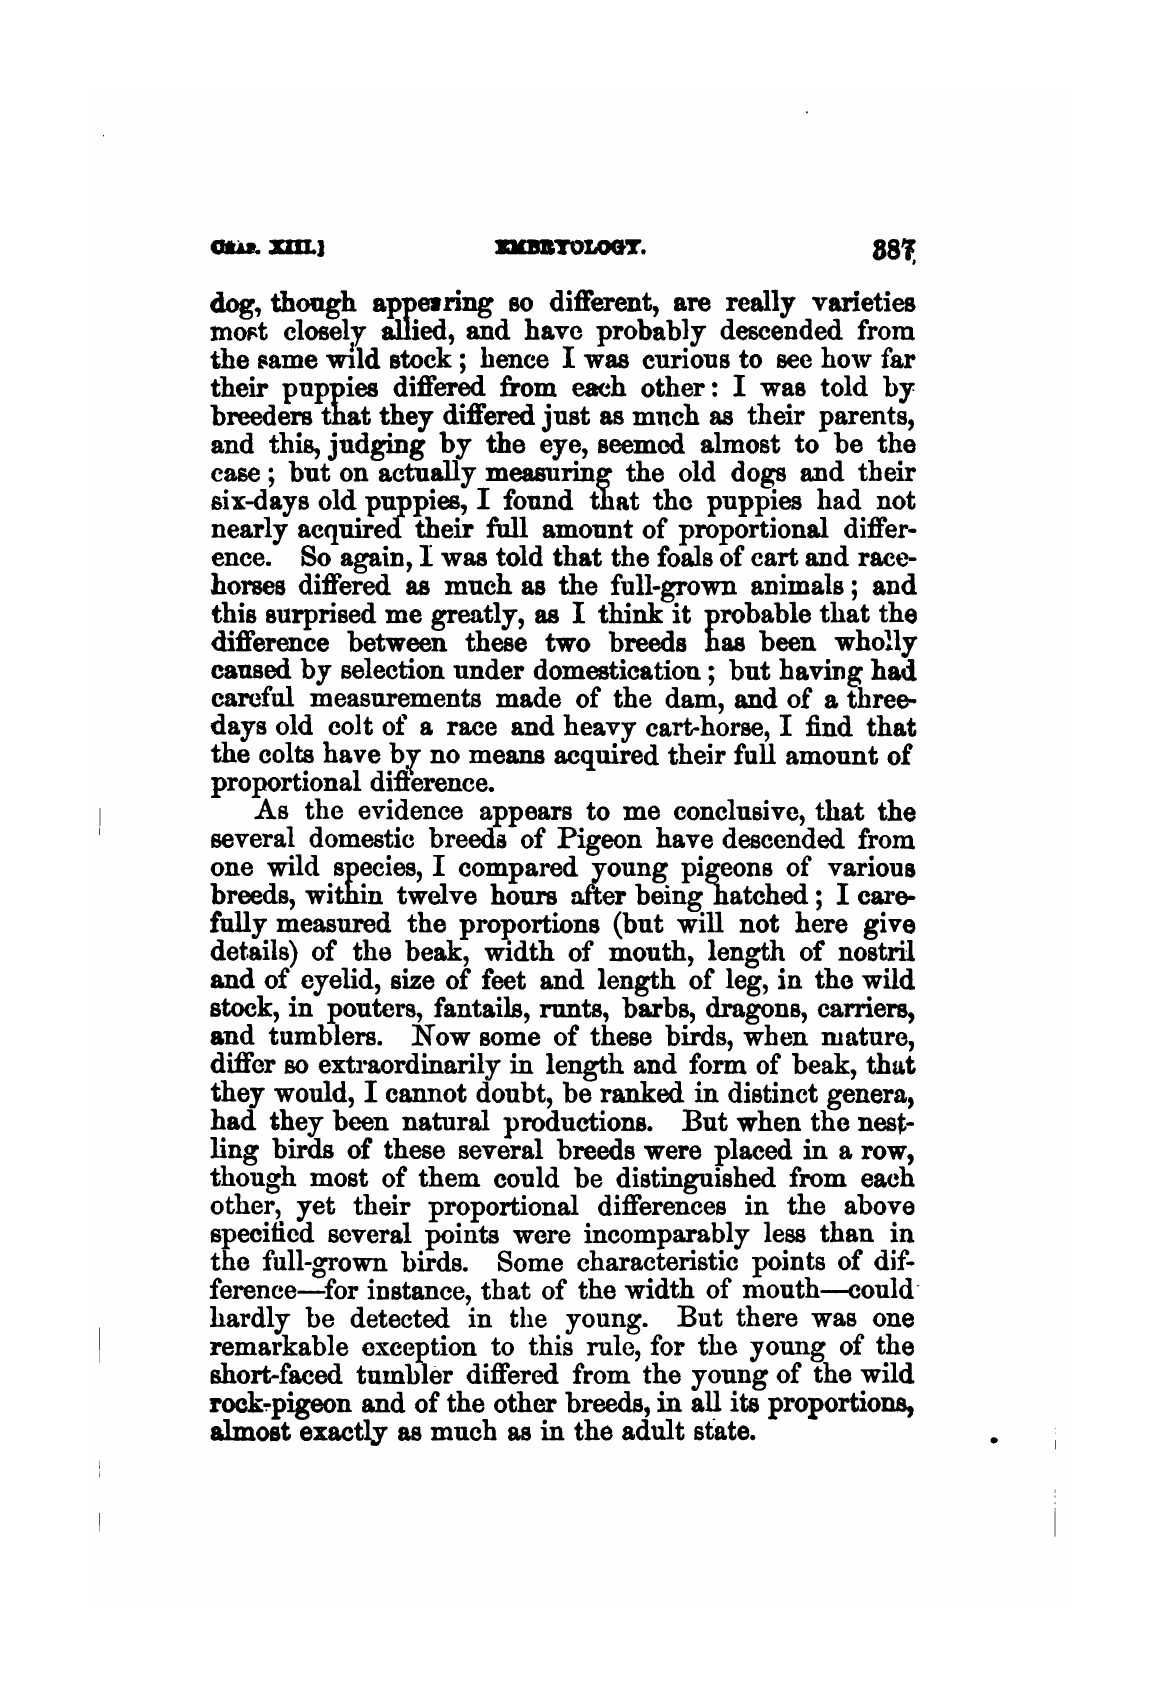 CHAP. XIII.] EMBRYOLOGY. 387
dog, though appearing so different, are really varieties
most closely allied, and have probably descended from
the same wild stock; hence I was curious to see how far
their puppies differed from each other: I was told by
breeders that they differed just as much as their parents,
and this, judging by the eye, seemed almost to be the
case; but on actually measuring the old dogs and their
six-days old puppies, I found that the puppies had not
nearly acquired their full amount of proportional differ-
ence. So again, I was told that the foals of cart and race-
horses differed as much as the full-grown animals; and
this surprised me greatly, as I think it probable that the
difference between these two breeds has been wholly
caused by selection under domestication; but having had
careful measurements made of the dam, and of a three-
days old colt of a race and heavy cart-horse, I find that
the colts have by no means acquired their full amount of
proportional difference.
As the evidence appears to me conclusive, that the
several domestic breeds of Pigeon have descended from
one wild species, I compared young pigeons of various
breeds, within twelve hours after being hatched; I care-
fully measured the proportions (but will not here give
details) of the beak, width of mouth, length of nostril
and of eyelid, size of feet and length of leg, in the wild
stock, in pouters, fantails, runts, barbs, dragons, carriers,
and tumblers. Now some of these birds, when mature,
differ so extraordinarily in length and form of beak, that
they would, I cannot doubt, be ranked in distinct genera,
had they been natural productions. But when the nest-
ling birds of these several breeds were placed in a row,
though most of them could be distinguished from each
other, yet their proportional differences in the above
specified several points were incomparably less than in
the full-grown birds. Some characteristic points of dif-
ference—for instance, that of the width of mouth—could
hardly be detected in the young. But there was one
remarkable exception to this rule, for the young of the
short-faced tumbler differed from the young of the wild
rock-pigeon and of the other breeds, in all its proportions,
almost exactly as much as in the adult state.